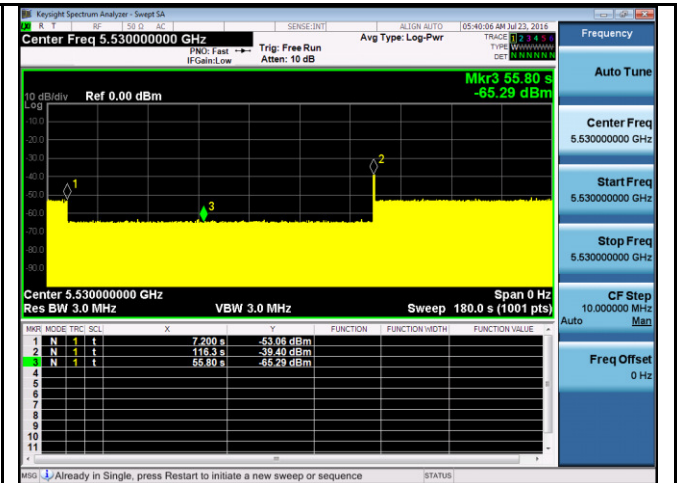 Keysight Spectrum Analyzer - Swept SA
R T RF 50 Ω AC SENSE:INT ALIGN AUTO 05:40:06 AM Jul 23, 2016
Center Freq 5.530000000 GHz
PNO: Fast
IFGain:Low
Trig: Free Run
Atten: 10 dB
Avg Type: Log-Pwr
TRACE 1 2 3 4 5 6
TYPE WWWWWW
DET N N N N N N
Mkr3 55.80 s
-65.29 dBm
10 dB/div Ref 0.00 dBm
Log
-10.0
-20.0
-30.0
-40.0
-50.0
-60.0
-70.0
-80.0
-90.0
1
2
3
Center 5.530000000 GHz Span 0 Hz
Res BW 3.0 MHz VBW 3.0 MHz Sweep 180.0 s (1001 pts)
MKR MODE TRC SCL X Y FUNCTION FUNCTION WIDTH FUNCTION VALUE
1 N 1 t 7.200 s -53.06 dBm
2 N 1 t 116.3 s -39.40 dBm
3 N 1 t 55.80 s -65.29 dBm
4
5
6
7
8
9
10
11
MSG Already in Single, press Restart to initiate a new sweep or sequence STATUS
Frequency
Auto Tune
Center Freq
5.530000000 GHz
Start Freq
5.530000000 GHz
Stop Freq
5.530000000 GHz
CF Step
10.000000 MHz
Auto Man
Freq Offset
0 Hz